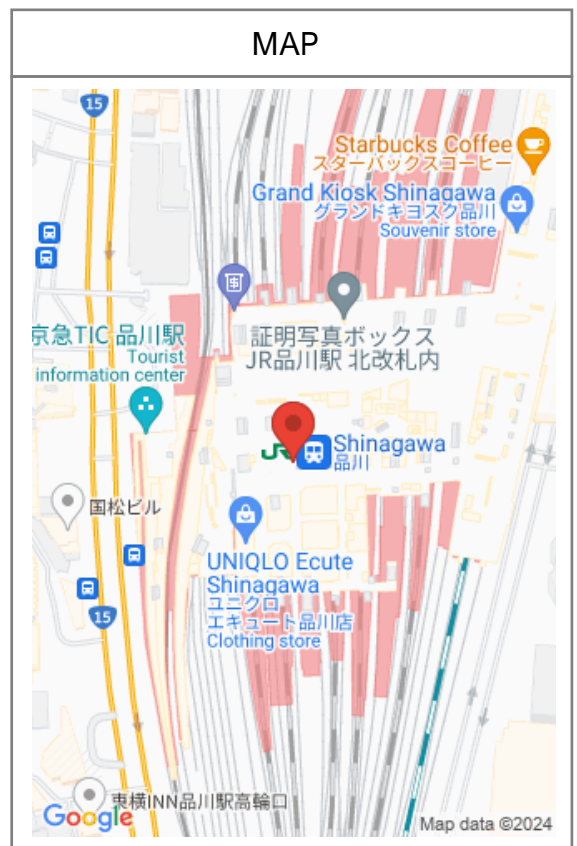 MAP
15
Starbucks Coffee
スターバックスコーヒー
Grand Kiosk Shinagawa
グランドキヨスク品川
Souvenir store
京急TIC 品川駅
Tourist
information center
証明写真ボックス
JR品川駅 北改札内
JR
Shinagawa
品川
国松ビル
UNIQLO Ecute
Shinagawa
ユニクロ
エキュート品川店
Clothing store
15
東横INN品川駅高輪口
Google
Map data ©2024